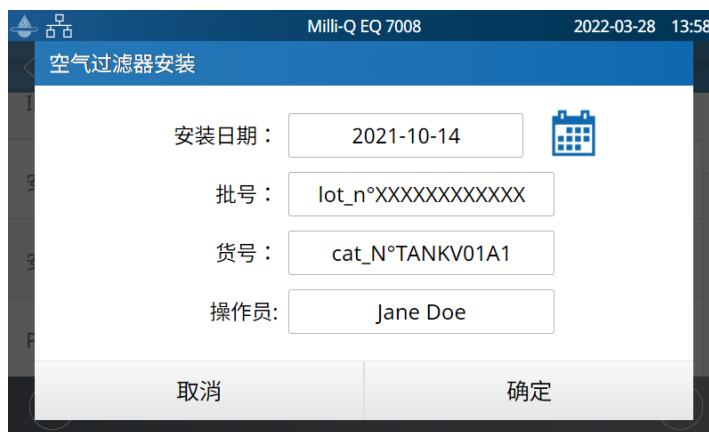 Milli-Q EQ 7008 2022-03-28 13:58
空气过滤器安装
安装日期： 2021-10-14
批号： lot_n°XXXXXXXXXXXX
货号： cat_N°TANKV01A1
操作员: Jane Doe
取消 确定